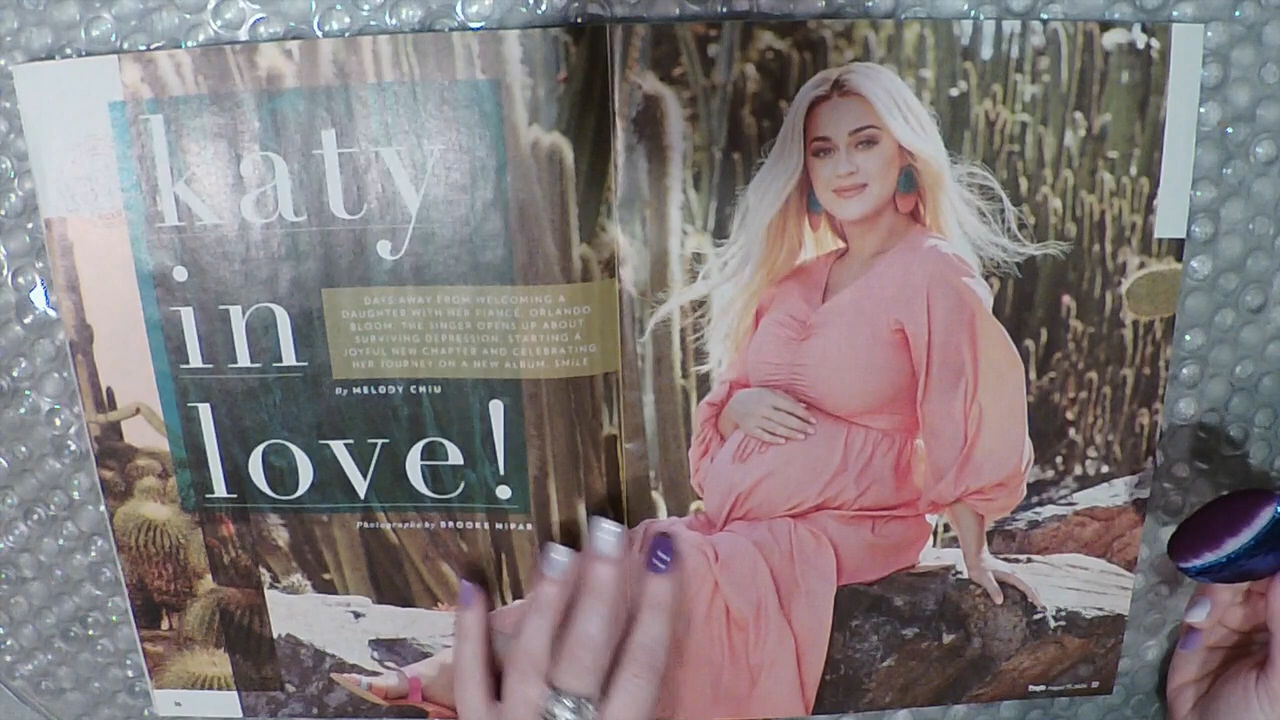 katy
in
love!
DAYS AWAY FROM WELCOMING A
DAUGHTER WITH HER FIANCÉ, ORLANDO
BLOOM, THE SINGER OPENS UP ABOUT
SURVIVING DEPRESSION, STARTING A
JOYFUL NEW CHAPTER AND CELEBRATING
HER JOURNEY ON A NEW ALBUM, SMILE
By MELODY CHIU
Photographs by BROOKE NIPAR
People